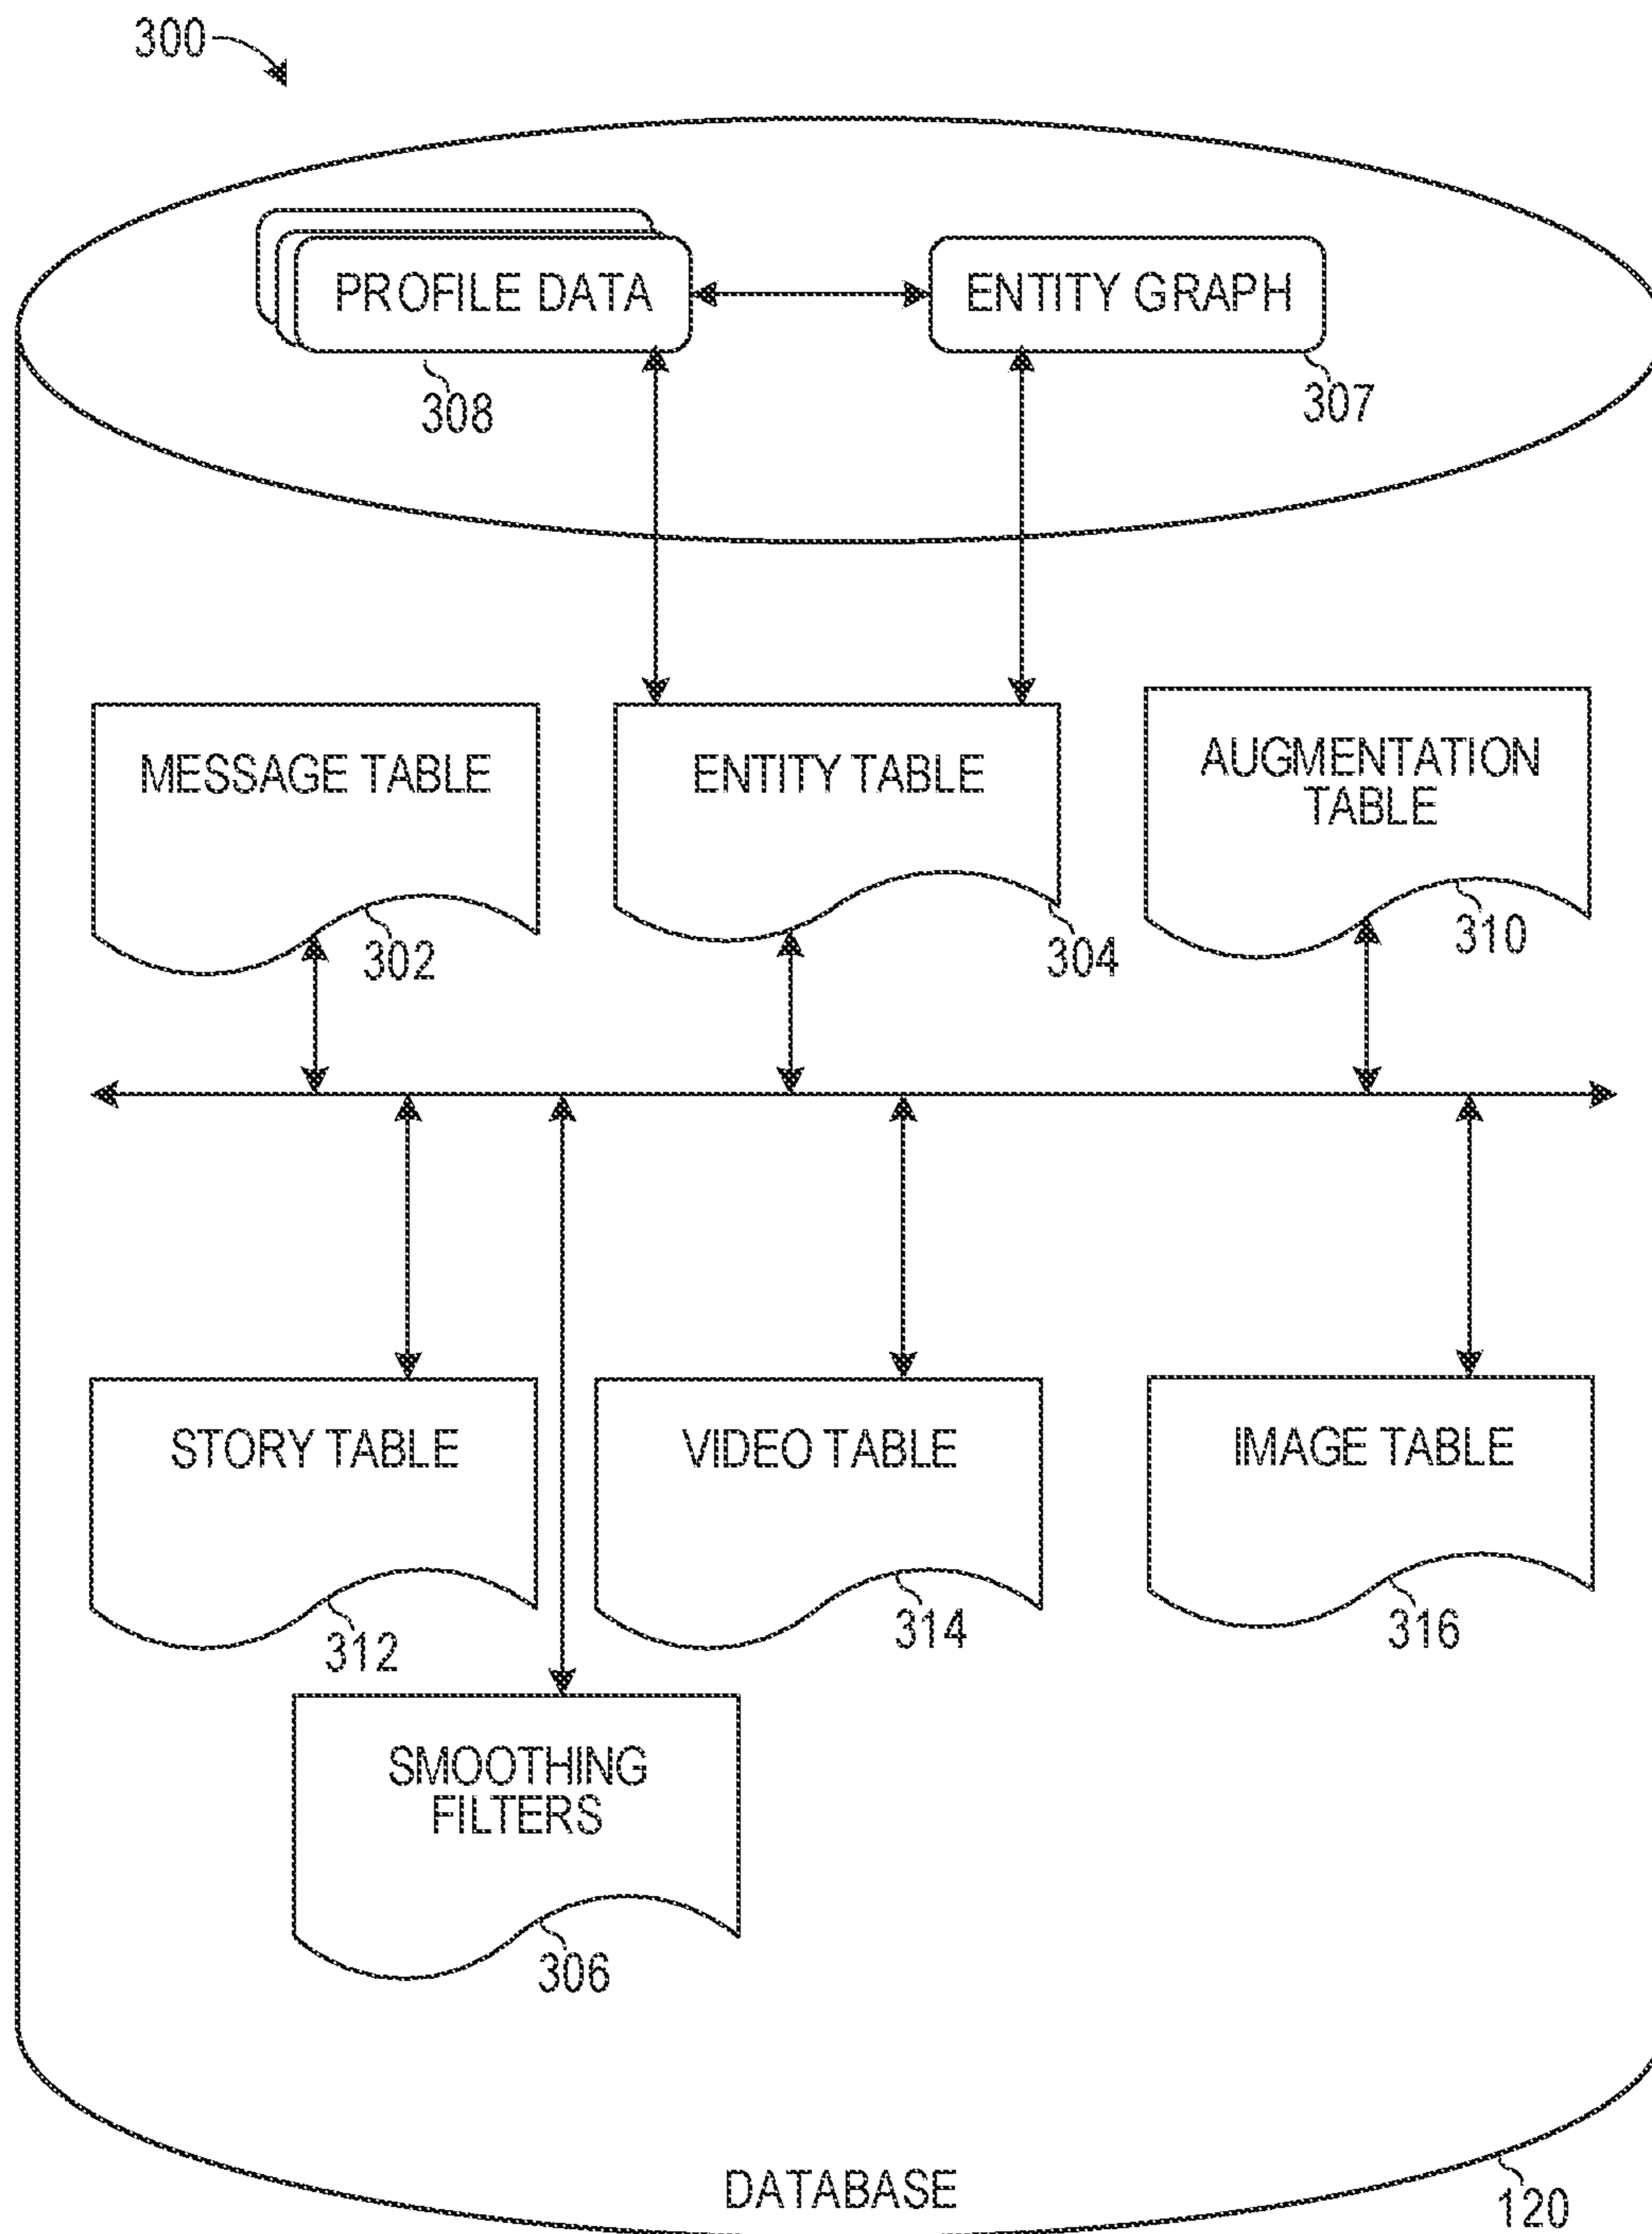 300
PROFILE DATA
ENTITY GRAPH
308
307
MESSAGE TABLE
ENTITY TABLE
AUGMENTATION
TABLE
302
304
310
STORY TABLE
VIDEO TABLE
IMAGE TABLE
312
314
316
SMOOTHING
FILTERS
306
DATABASE
120